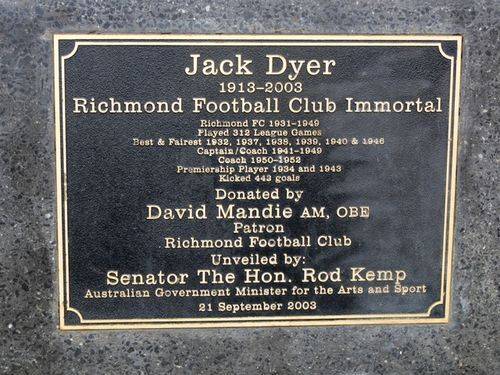 Jack Dyer
1913-2003
Richmond Football Club Immortal
Richmond FC 1931-1949
Played 312 League Games
Best & Fairest 1932, 1937, 1938, 1939, 1940 & 1946
Captain/Coach 1941-1949
Coach 1950-1952
Premiership Player 1934 and 1943
Kicked 443 goals
Donated by
David Mandie AM, OBE
Patron
Richmond Football Club
Unveiled by:
Senator The Hon. Rod Kemp
Australian Government Minister for the Arts and Sport
21 September 2003